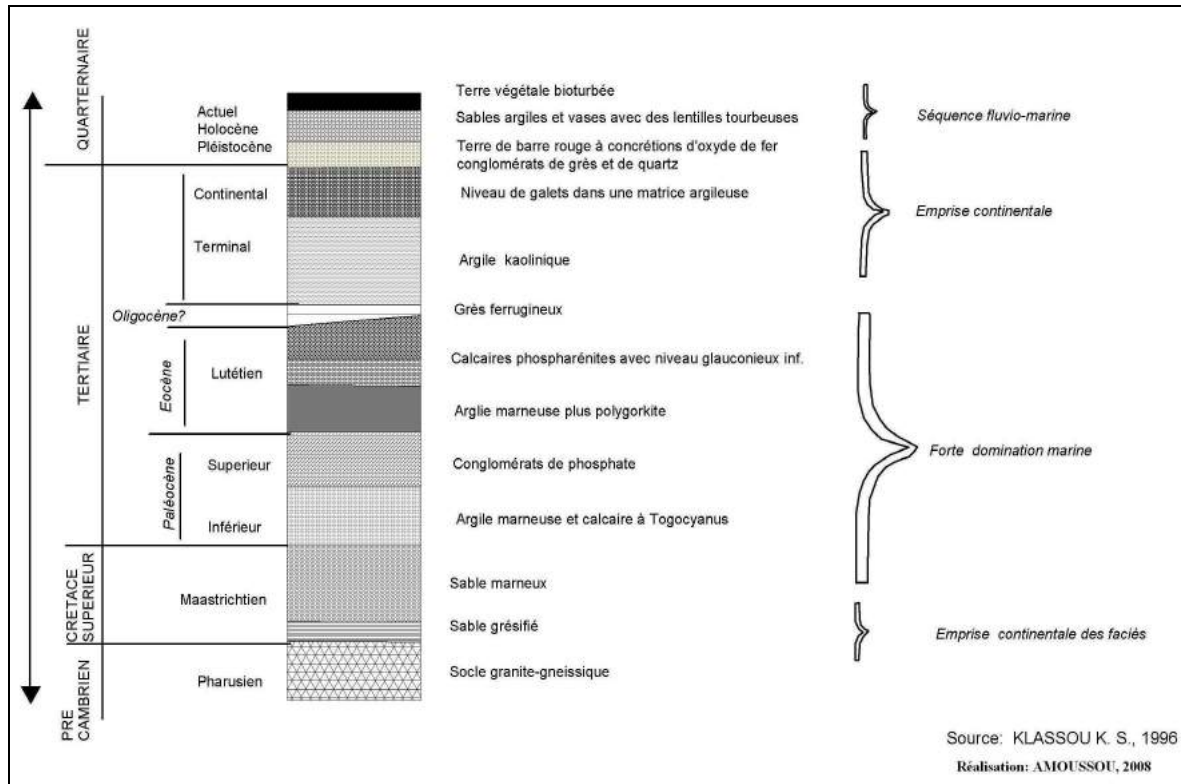 QUARTERNAIRE
Actuel
Holocène
Pléistocène
Terre végétale bioturbée
Sables argiles et vases avec des lentilles tourbeuses
Terre de barre rouge à concrétions d'oxyde de fer
conglomérats de grès et de quartz
Séquence fluvio-marine
TERTIAIRE
Continental
Terminal
Niveau de galets dans une matrice argileuse
Argile kaolinique
Emprise continentale
Oligocène?
Grès ferrugineux
Eocène
Lutétien
Calcaires phospharénites avec niveau glauconieux inf.
Arglie marneuse plus polygorkite
Paléocène
Superieur
Conglomérats de phosphate
Inférieur
Argile marneuse et calcaire à Togocyanus
Forte domination marine
CRETACE
SUPERIEUR
Maastrichtien
Sable marneux
Sable grésifié
Emprise continentale des faciès
PRE
CAMBRIEN
Pharusien
Socle granite-gneissique
Source: KLASSOU K. S., 1996
Réalisation: AMOUSSOU, 2008